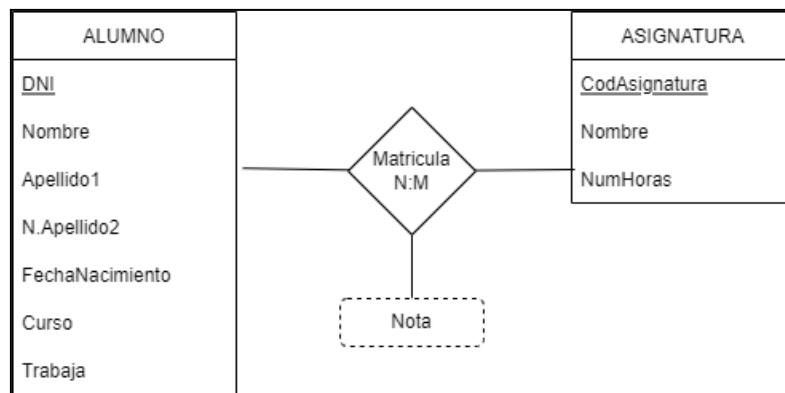 ALUMNO
DNI
Nombre
Apellido1
N.Apellido2
FechaNacimiento
Curso
Trabaja
Matricula
N:M
Nota
ASIGNATURA
CodAsignatura
Nombre
NumHoras